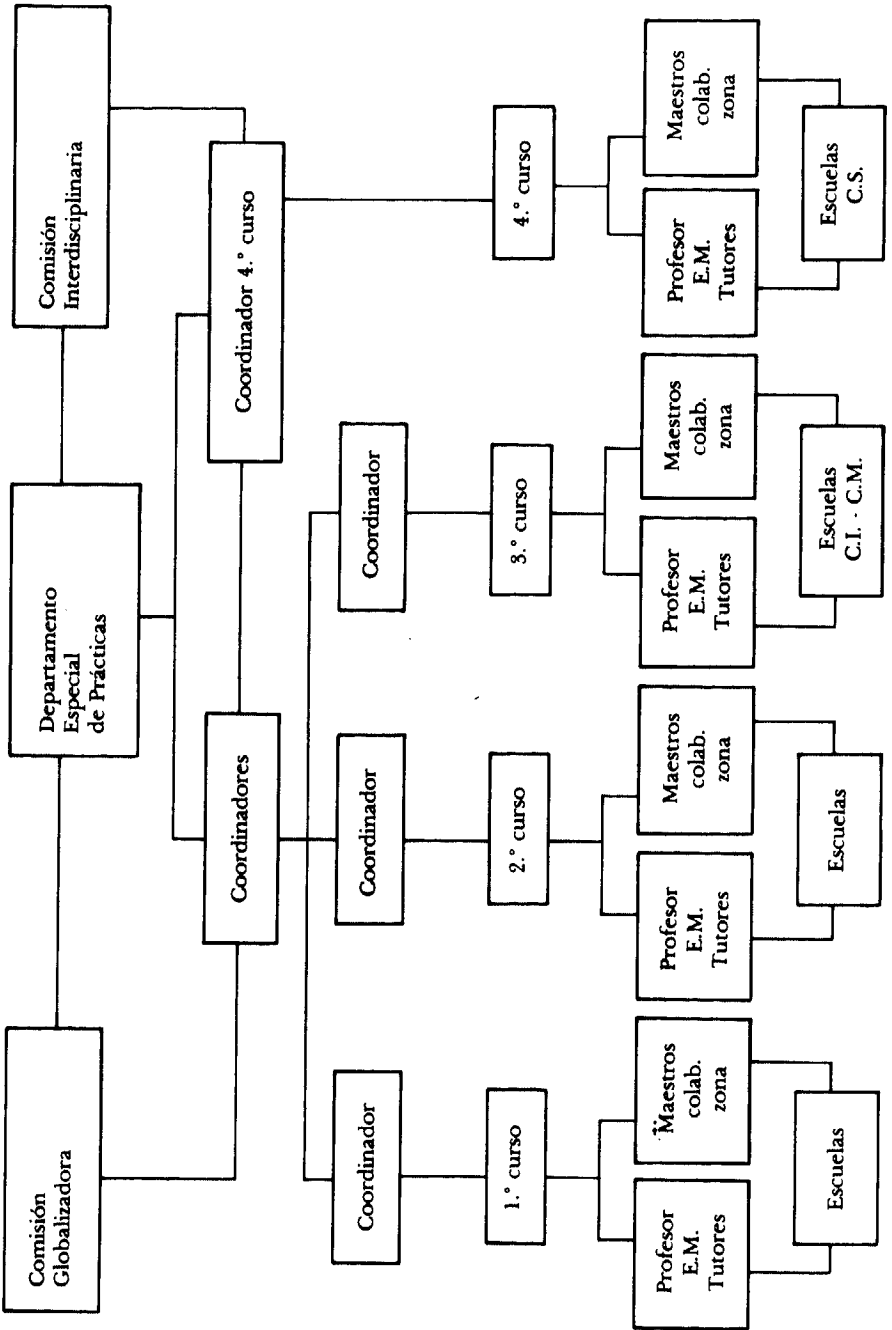 Comisión
Globalizadora
Departamento
Especial
de Prácticas
Comisión
Interdisciplinaria
Coordinadores
Coordinador 4.° curso
Coordinador
Coordinador
Coordinador
1.° curso
2.° curso
3.° curso
4.° curso
Profesor
E.M.
Tutores
Maestros
colab.
zona
Profesor
E.M.
Tutores
Maestros
colab.
zona
Profesor
E.M.
Tutores
Maestros
colab.
zona
Profesor
E.M.
Tutores
Maestros
colab.
zona
Escuelas
Escuelas
Escuelas
C.I. - C.M.
Escuelas
C.S.